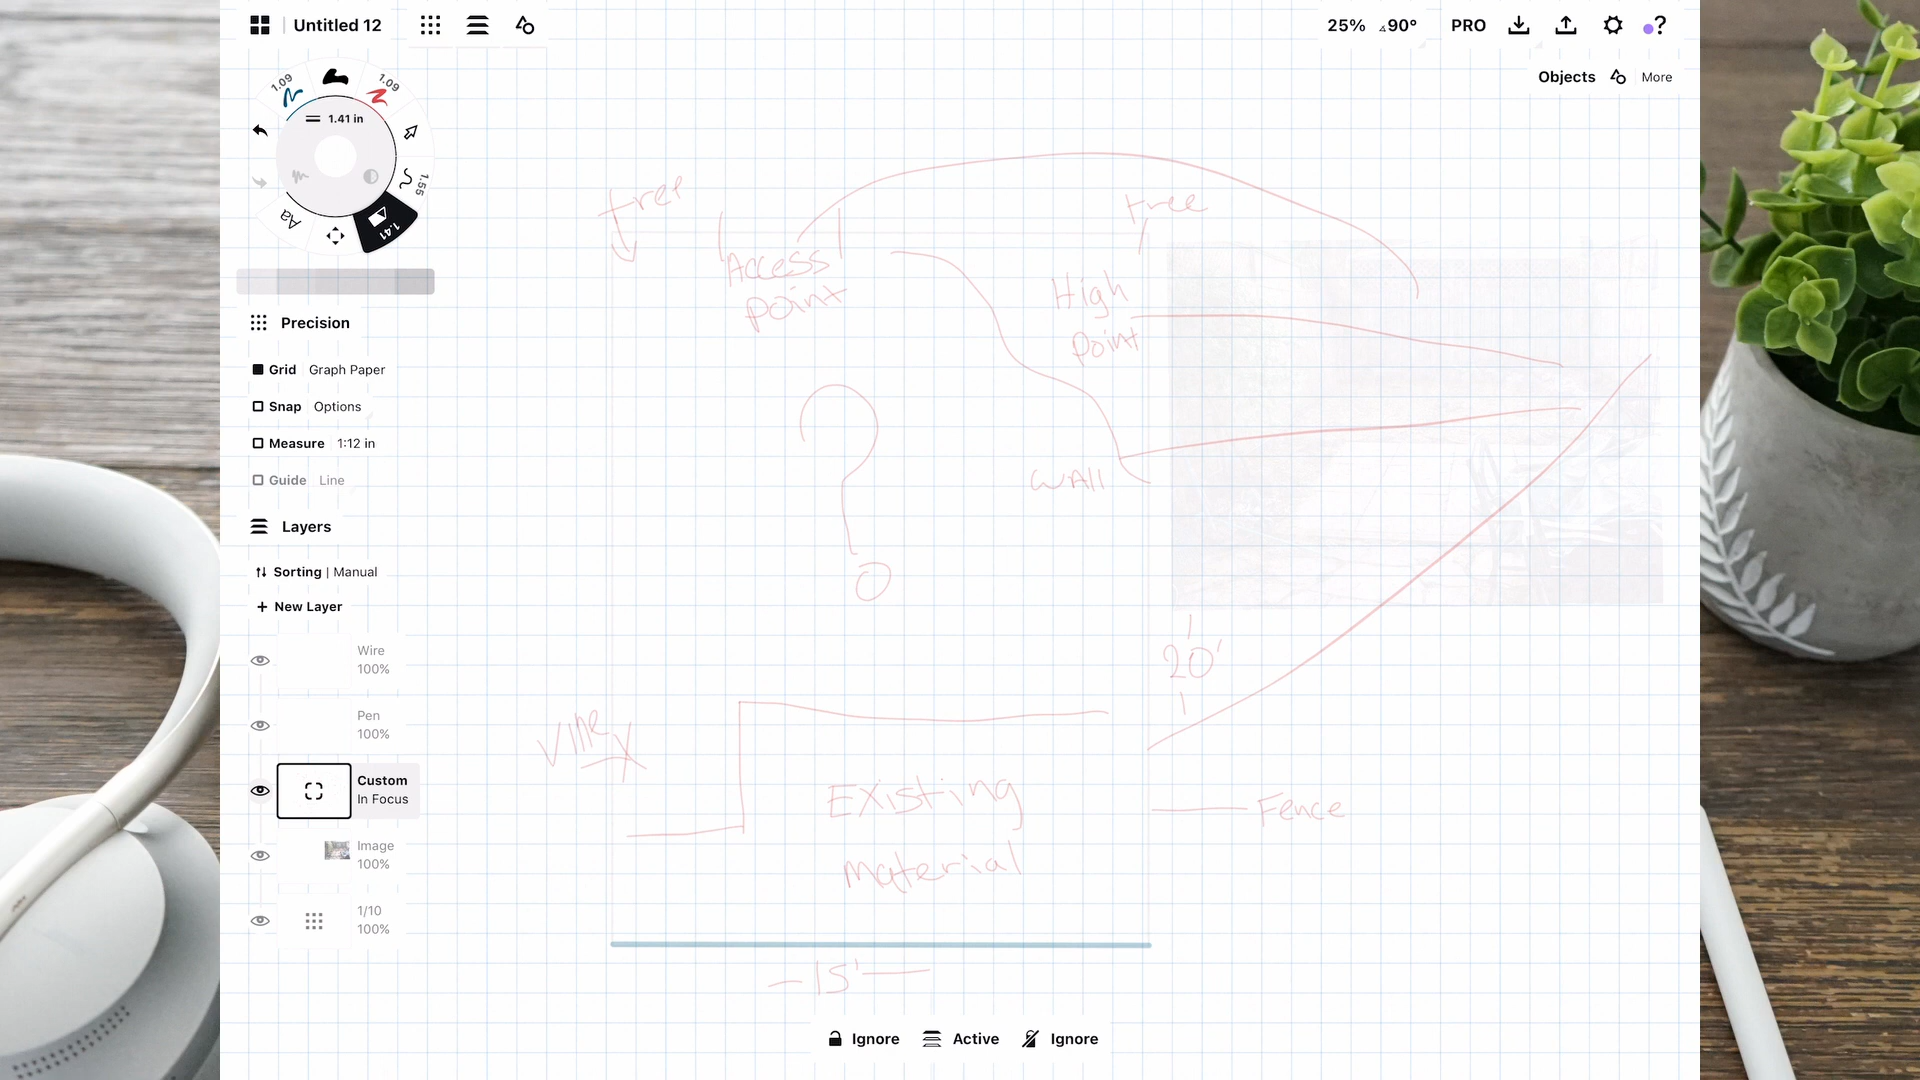 Untitled 12
25% 90° PRO ?
Objects More
1.09
1.09
1.41 in
1.55
1.41
Aa
Precision
Grid Graph Paper
Snap Options
Measure 1:12 in
Guide Line
Layers
Sorting | Manual
+ New Layer
Wire
100%
Pen
100%
Custom
In Focus
Image
100%
1/10
100%
tree
tree
Access
Point
High
Point
WAll
?
20'
Vine X
Existing
Material
Fence
15'
Ignore Active Ignore